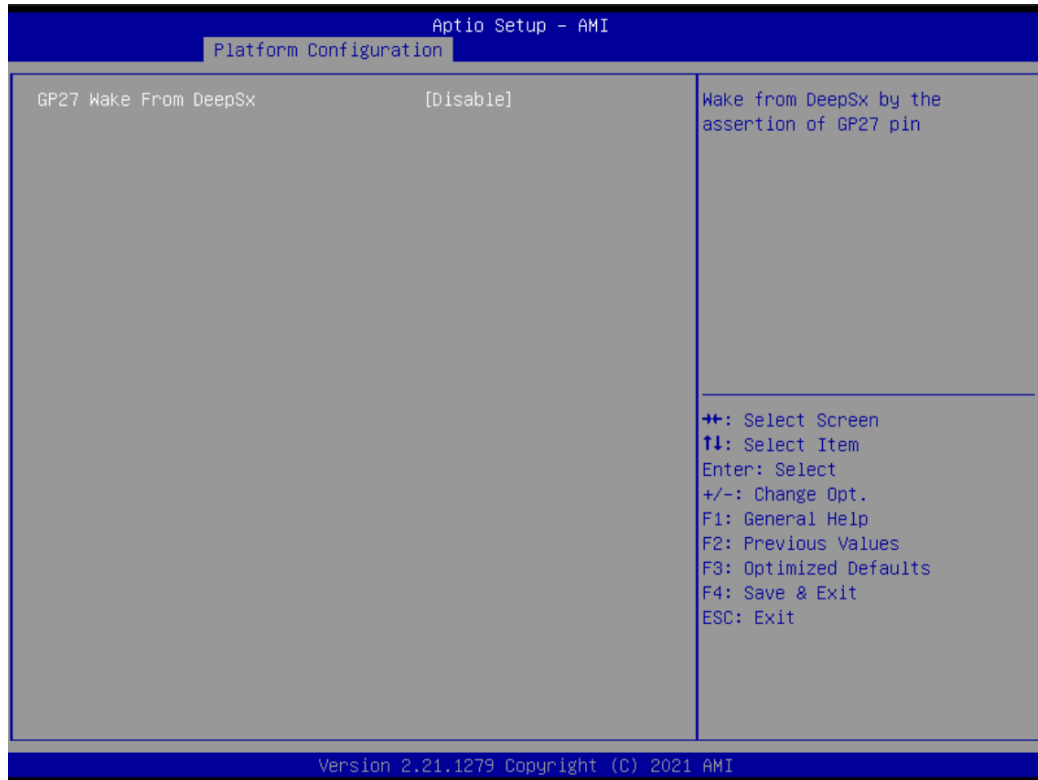 Aptio Setup – AMI
Platform Configuration
GP27 Wake From DeepSx [Disable]
Wake from DeepSx by the
assertion of GP27 pin
→←: Select Screen
↑↓: Select Item
Enter: Select
+/-: Change Opt.
F1: General Help
F2: Previous Values
F3: Optimized Defaults
F4: Save & Exit
ESC: Exit
Version 2.21.1279 Copyright (C) 2021 AMI